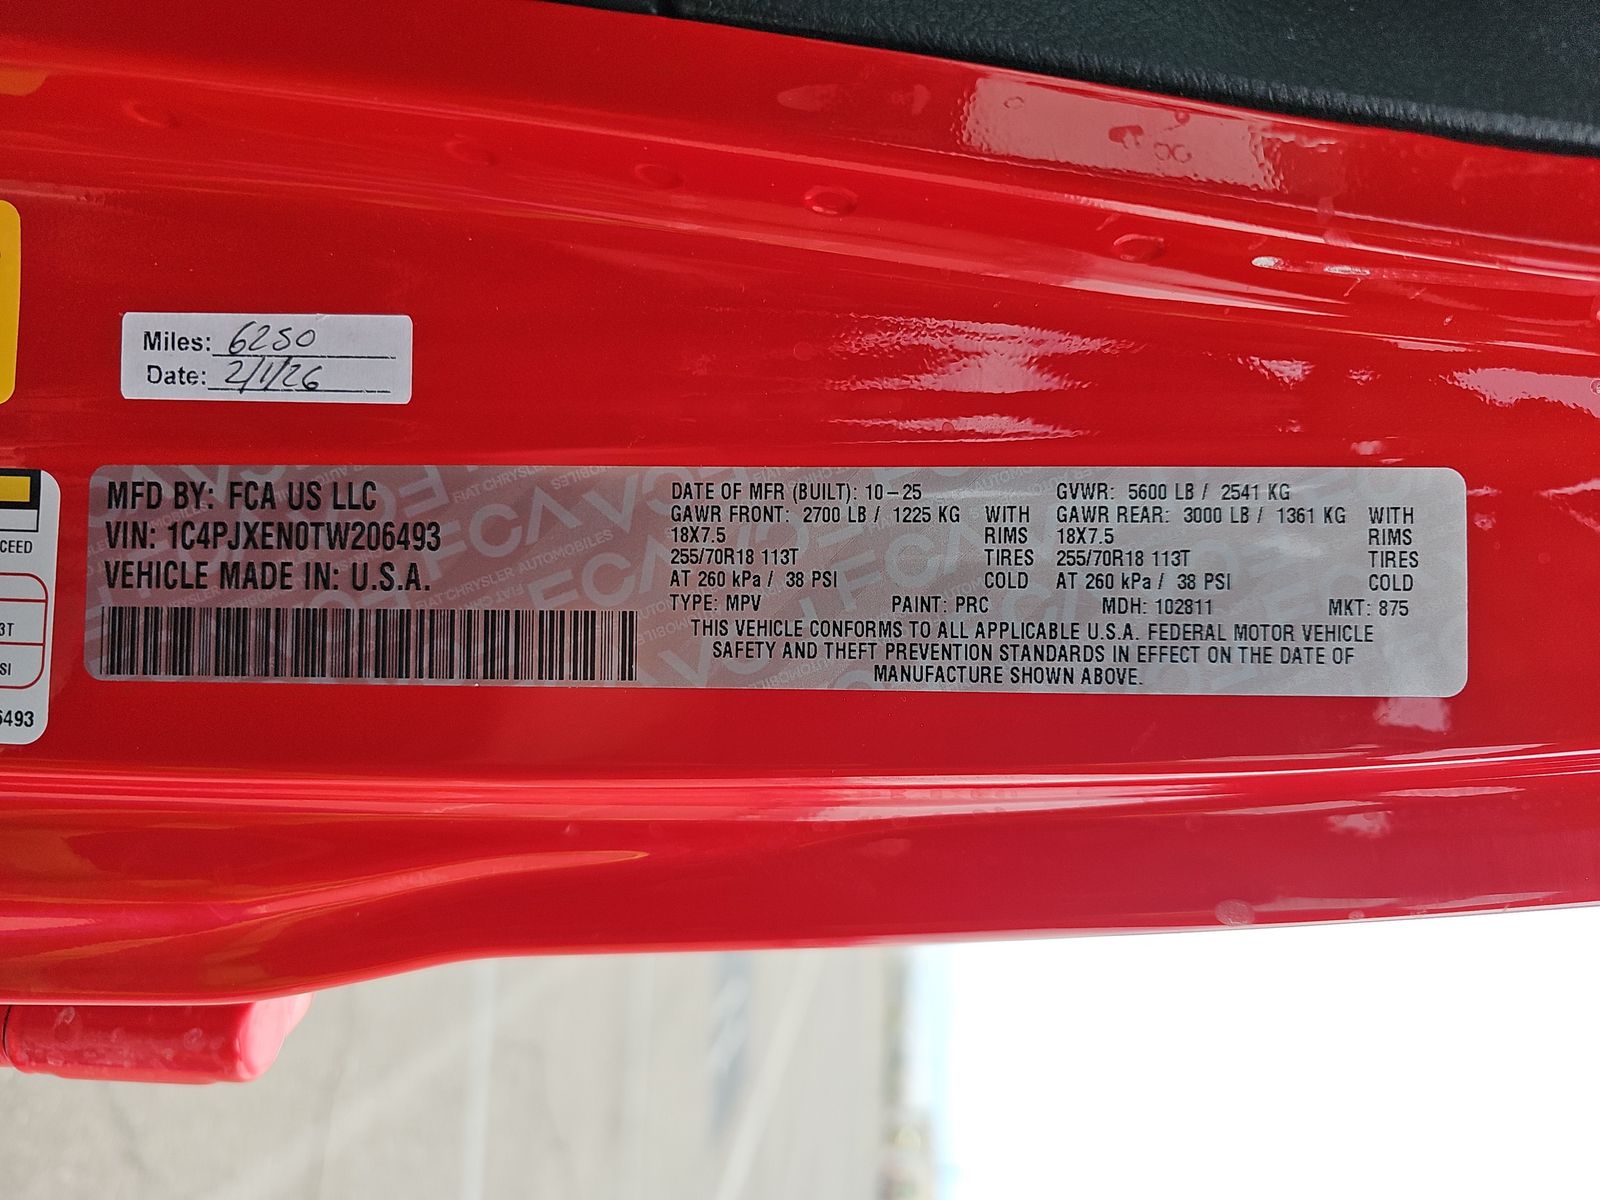 Miles: 6250
Date: 2/1/26
MFD BY: FCA US LLC
VIN: 1C4PJXEN0TW206493
VEHICLE MADE IN: U.S.A.
DATE OF MFR (BUILT): 10-25 GVWR: 5600 LB / 2541 KG
GAWR FRONT: 2700 LB / 1225 KG WITH GAWR REAR: 3000 LB / 1361 KG WITH
18X7.5 RIMS 18X7.5 RIMS
255/70R18 113T TIRES 255/70R18 113T TIRES
AT 260 kPa / 38 PSI COLD AT 260 kPa / 38 PSI COLD
TYPE: MPV PAINT: PRC MDH: 102811 MKT: 875
THIS VEHICLE CONFORMS TO ALL APPLICABLE U.S.A. FEDERAL MOTOR VEHICLE
SAFETY AND THEFT PREVENTION STANDARDS IN EFFECT ON THE DATE OF
MANUFACTURE SHOWN ABOVE.
CEED
3T
SI
6493